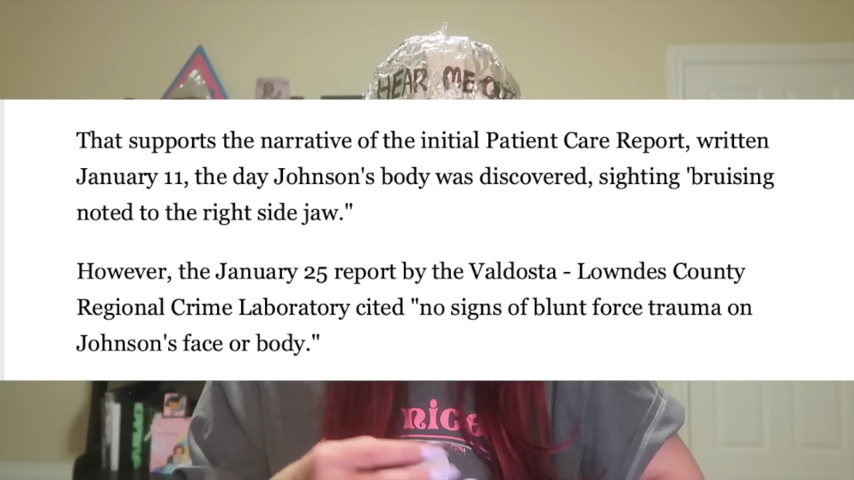 HEAR ME OUT
That supports the narrative of the initial Patient Care Report, written
January 11, the day Johnson's body was discovered, sighting 'bruising
noted to the right side jaw."
However, the January 25 report by the Valdosta - Lowndes County
Regional Crime Laboratory cited "no signs of blunt force trauma on
Johnson's face or body."
nice